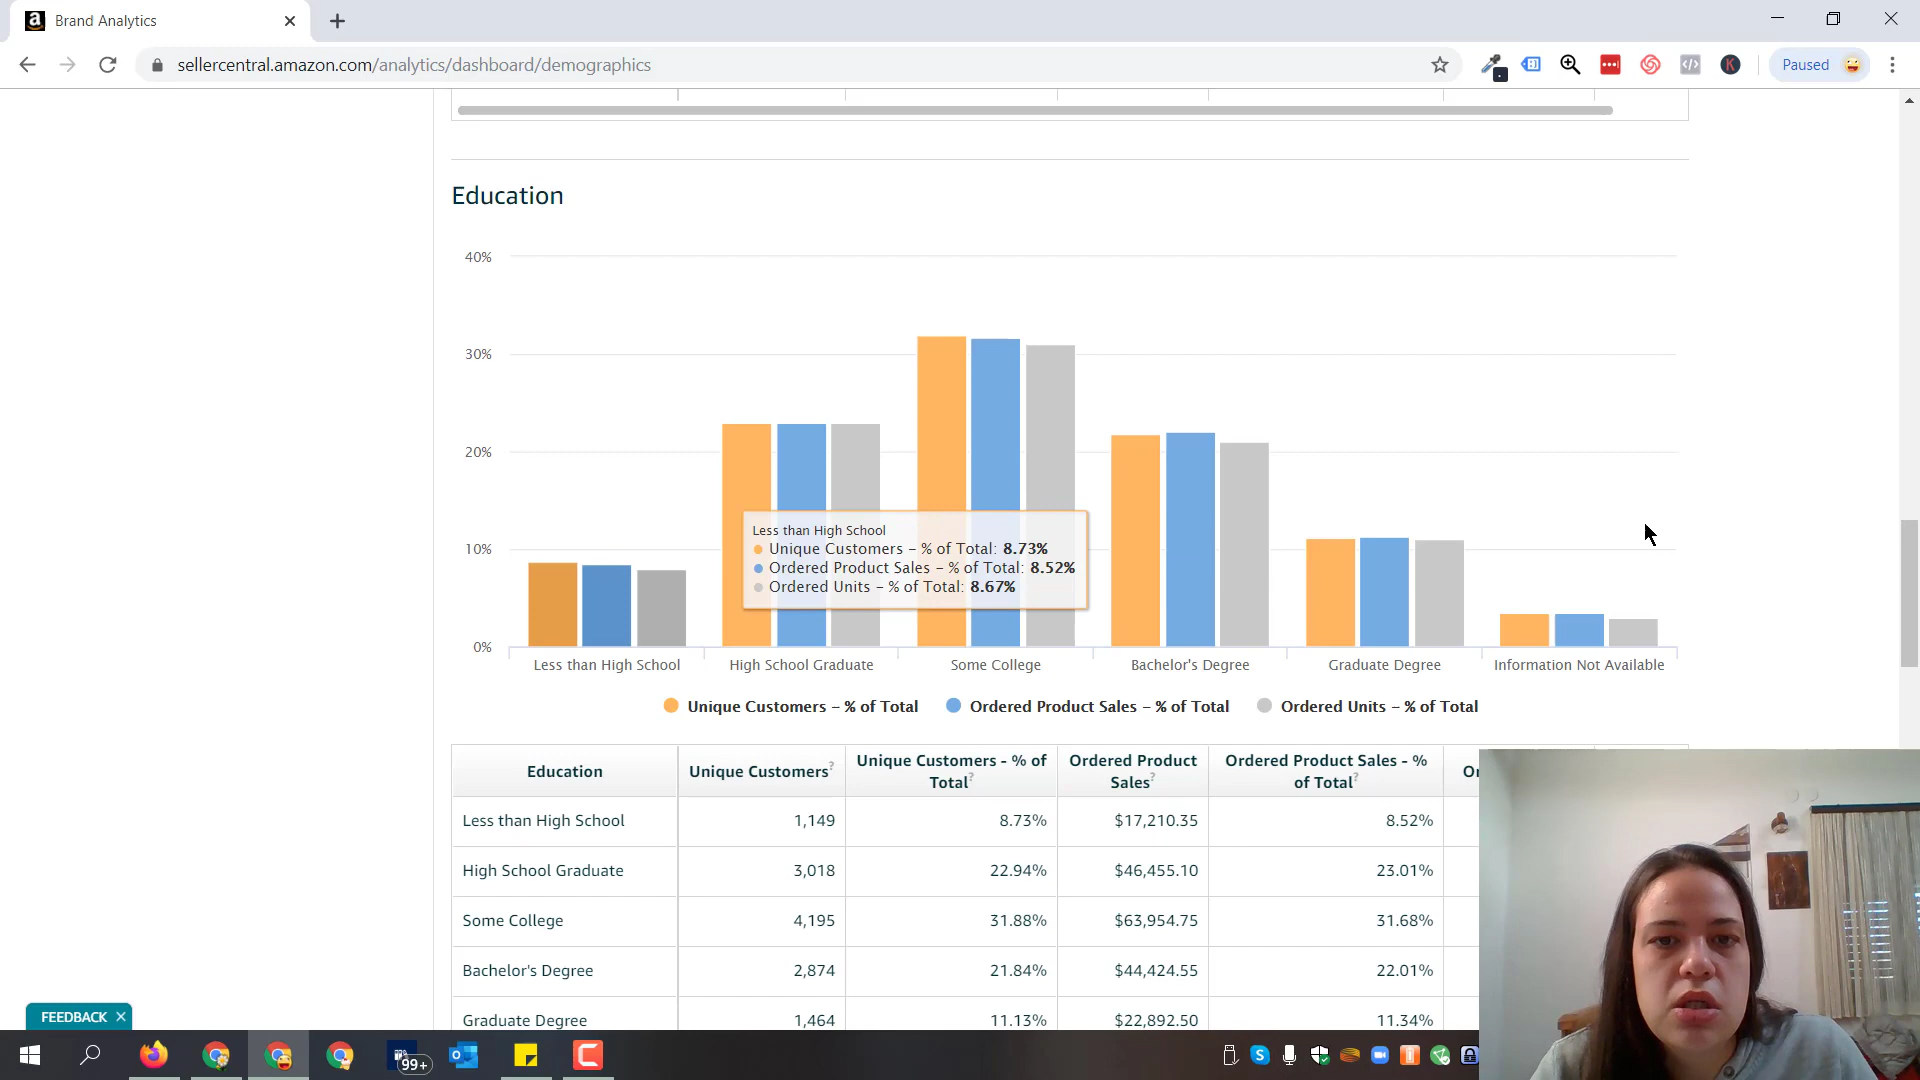 Brand Analytics
sellercentral.amazon.com/analytics/dashboard/demographics
Paused
Education
40%
30%
20%
10%
0%
Less than High School
Unique Customers – % of Total: 8.73%
Ordered Product Sales – % of Total: 8.52%
Ordered Units – % of Total: 8.67%
Less than High School High School Graduate Some College Bachelor's Degree Graduate Degree Information Not Available
Unique Customers – % of Total Ordered Product Sales – % of Total Ordered Units – % of Total
Education Unique Customers? Unique Customers - % of Total? Ordered Product Sales? Ordered Product Sales - % of Total?
Less than High School 1,149 8.73% $17,210.35 8.52%
High School Graduate 3,018 22.94% $46,455.10 23.01%
Some College 4,195 31.88% $63,954.75 31.68%
Bachelor's Degree 2,874 21.84% $44,424.55 22.01%
Graduate Degree 1,464 11.13% $22,892.50 11.34%
FEEDBACK
99+